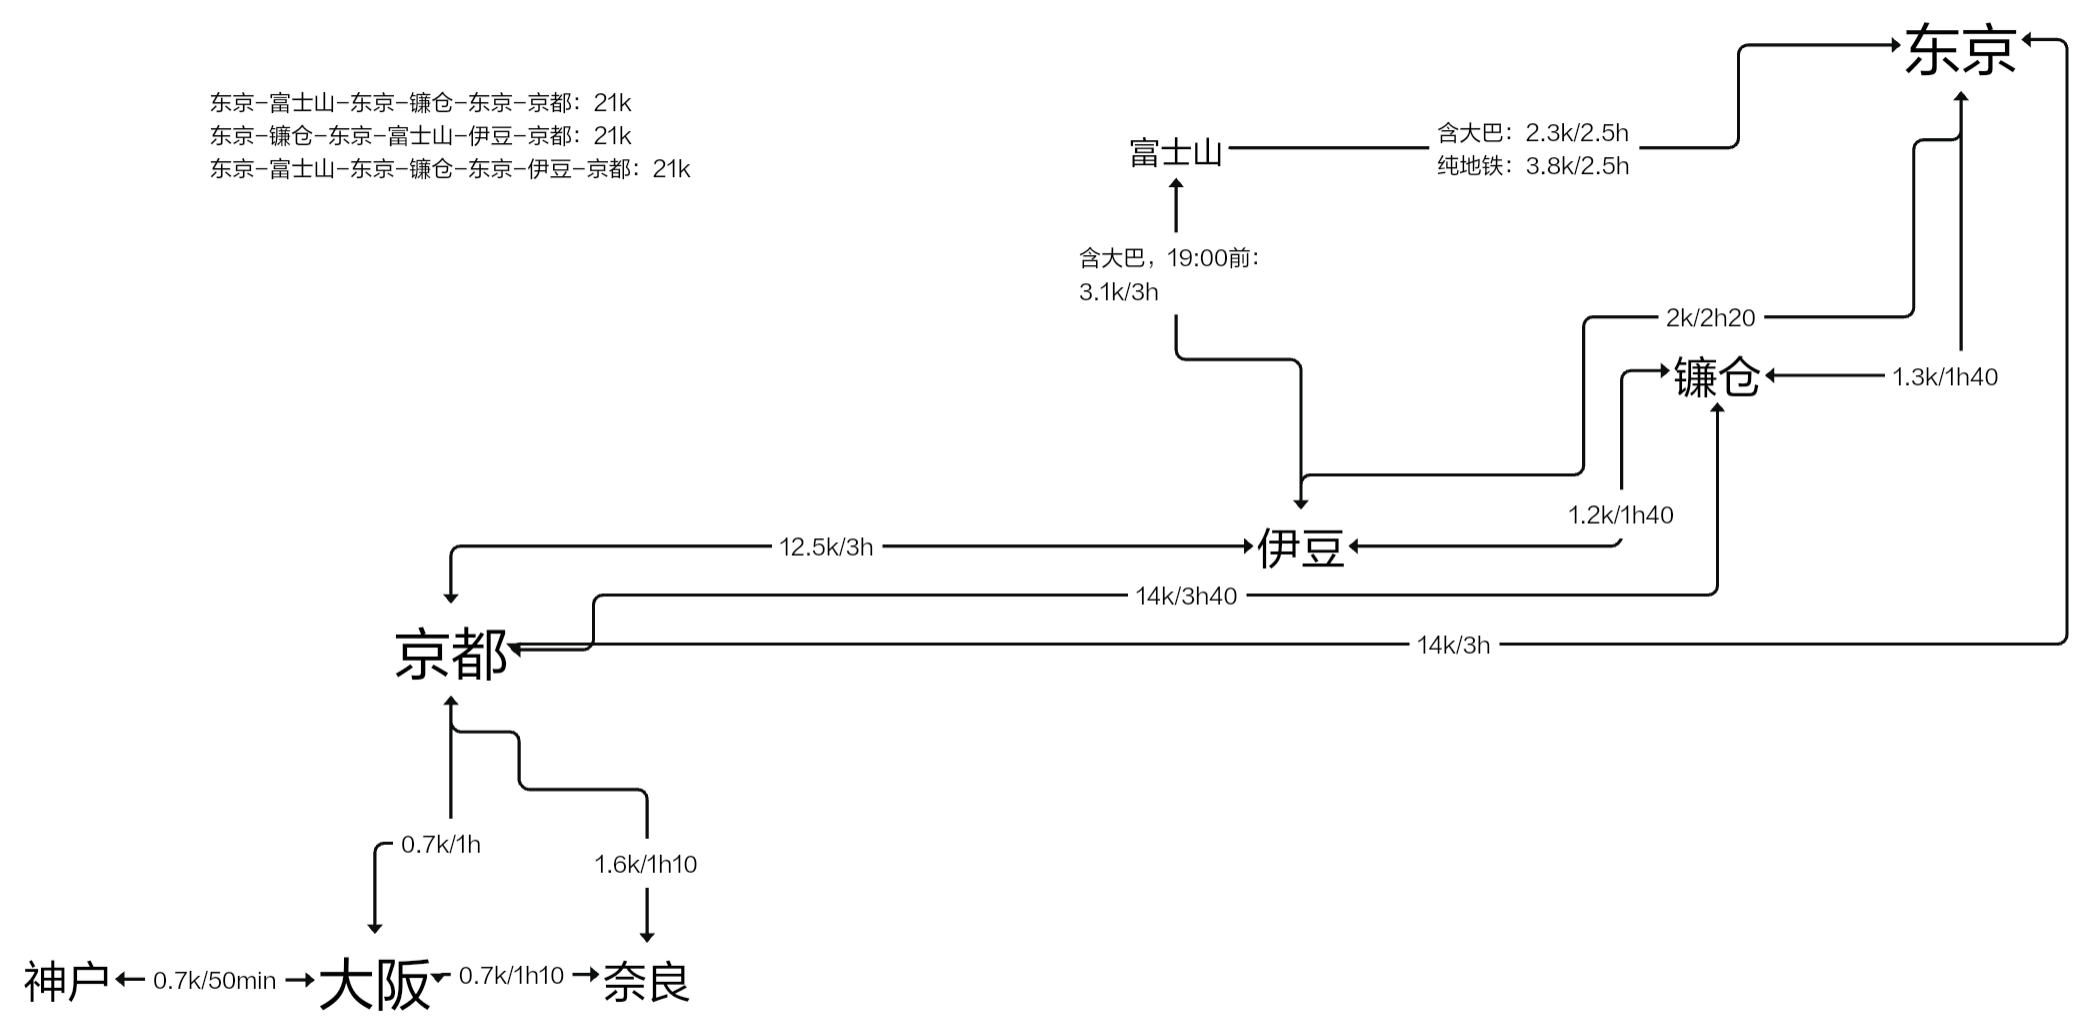 东京
东京-富士山-东京-镰仓-东京-京都：21k
东京-镰仓-东京-富士山-伊豆-京都：21k
东京-富士山-东京-镰仓-东京-伊豆-京都：21k
富士山
含大巴：2.3k/2.5h
纯地铁：3.8k/2.5h
含大巴，19:00前：
3.1k/3h
2k/2h20
镰仓
1.3k/1h40
1.2k/1h40
12.5k/3h
伊豆
14k/3h40
京都
14k/3h
0.7k/1h
1.6k/1h10
神户
0.7k/50min
大阪
0.7k/1h10
奈良